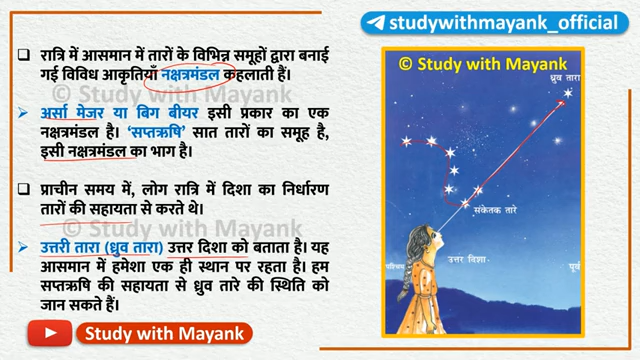 studywithmayank_official
रात्रि में आसमान में तारों के विभिन्न समूहों द्वारा बनाई
गई विविध आकृतियाँ नक्षत्रमंडल कहलाती हैं।
© Study with Mayank
अर्सा मेजर या बिग बीयर इसी प्रकार का एक
नक्षत्रमंडल है। 'सप्तऋषि' सात तारों का समूह है,
इसी नक्षत्रमंडल का भाग है।
प्राचीन समय में, लोग रात्रि में दिशा का निर्धारण
तारों की सहायता से करते थे।
© Study with Mayank
उत्तरी तारा (ध्रुव तारा) उत्तर दिशा को बताता है। यह
आसमान में हमेशा एक ही स्थान पर रहता है। हम
सप्तऋषि की सहायता से ध्रुव तारे की स्थिति को
जान सकते हैं।
Study with Mayank
© Study with Mayank
ध्रुव तारा
संकेतक तारे
उत्तर दिशा
पश्चिम
पूर्व